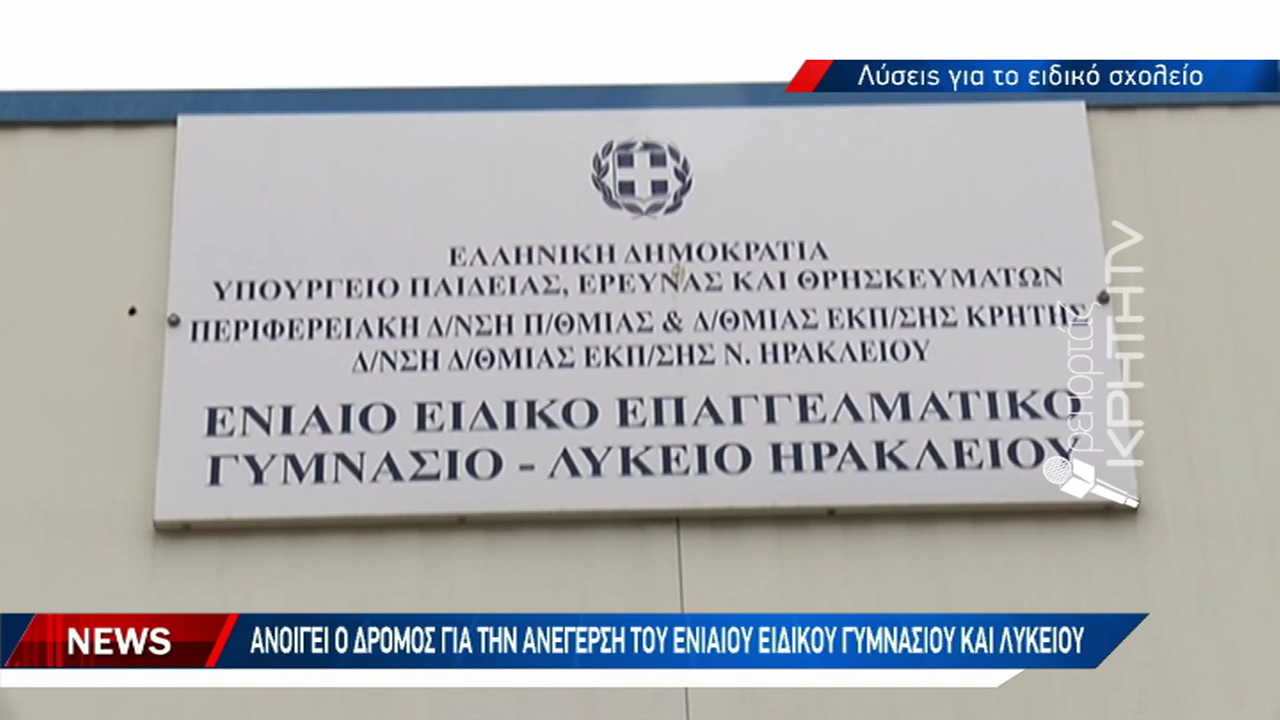 Λύσεις για το ειδικό σχολείο
ΕΛΛΗΝΙΚΗ ΔΗΜΟΚΡΑΤΙΑ
ΥΠΟΥΡΓΕΙΟ ΠΑΙΔΕΙΑΣ, ΕΡΕΥΝΑΣ ΚΑΙ ΘΡΗΣΚΕΥΜΑΤΩΝ
ΠΕΡΙΦΕΡΕΙΑΚΗ Δ/ΝΣΗ Π/ΘΜΙΑΣ & Δ/ΘΜΙΑΣ ΕΚΠ/ΣΗΣ ΚΡΗΤΗΣ
Δ/ΝΣΗ Δ/ΘΜΙΑΣ ΕΚΠ/ΣΗΣ Ν. ΗΡΑΚΛΕΙΟΥ
ΕΝΙΑΙΟ ΕΙΔΙΚΟ ΕΠΑΓΓΕΛΜΑΤΙΚΟ
ΓΥΜΝΑΣΙΟ - ΛΥΚΕΙΟ ΗΡΑΚΛΕΙΟΥ
ρεπορτάζ
ΚΡΗΤΗTV
NEWS
ΑΝΟΙΓΕΙ Ο ΔΡΟΜΟΣ ΓΙΑ ΤΗΝ ΑΝΕΓΕΡΣΗ ΤΟΥ ΕΝΙΑΙΟΥ ΕΙΔΙΚΟΥ ΓΥΜΝΑΣΙΟΥ ΚΑΙ ΛΥΚΕΙΟΥ